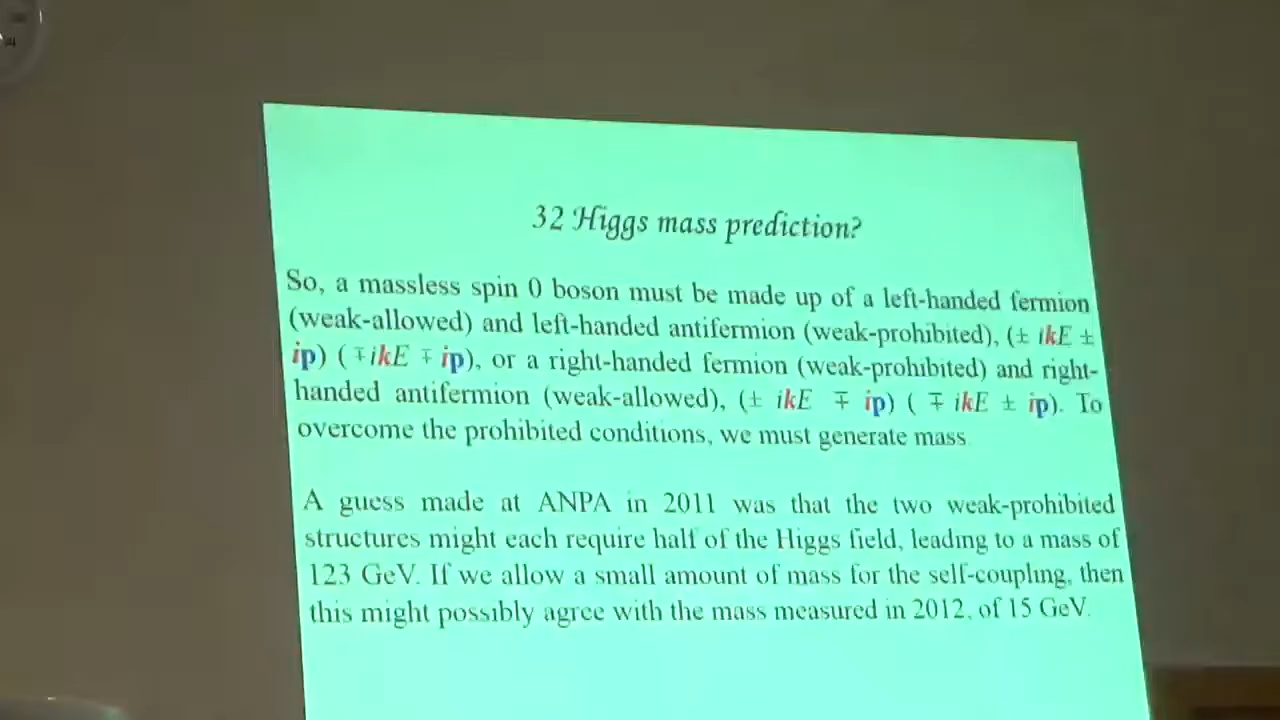 32 Higgs mass prediction?
So, a massless spin 0 boson must be made up of a left-handed fermion
(weak-allowed) and left-handed antifermion (weak-prohibited), (± ikE ±
ip) (∓ikE ∓ ip), or a right-handed fermion (weak-prohibited) and right-
handed antifermion (weak-allowed), (± ikE ∓ ip) ( ∓ ikE ± ip). To
overcome the prohibited conditions, we must generate mass
A guess made at ANPA in 2011 was that the two weak-prohibited
structures might each require half of the Higgs field, leading to a mass of
123 GeV. If we allow a small amount of mass for the self-coupling, then
this might possibly agree with the mass measured in 2012, of 15 GeV.